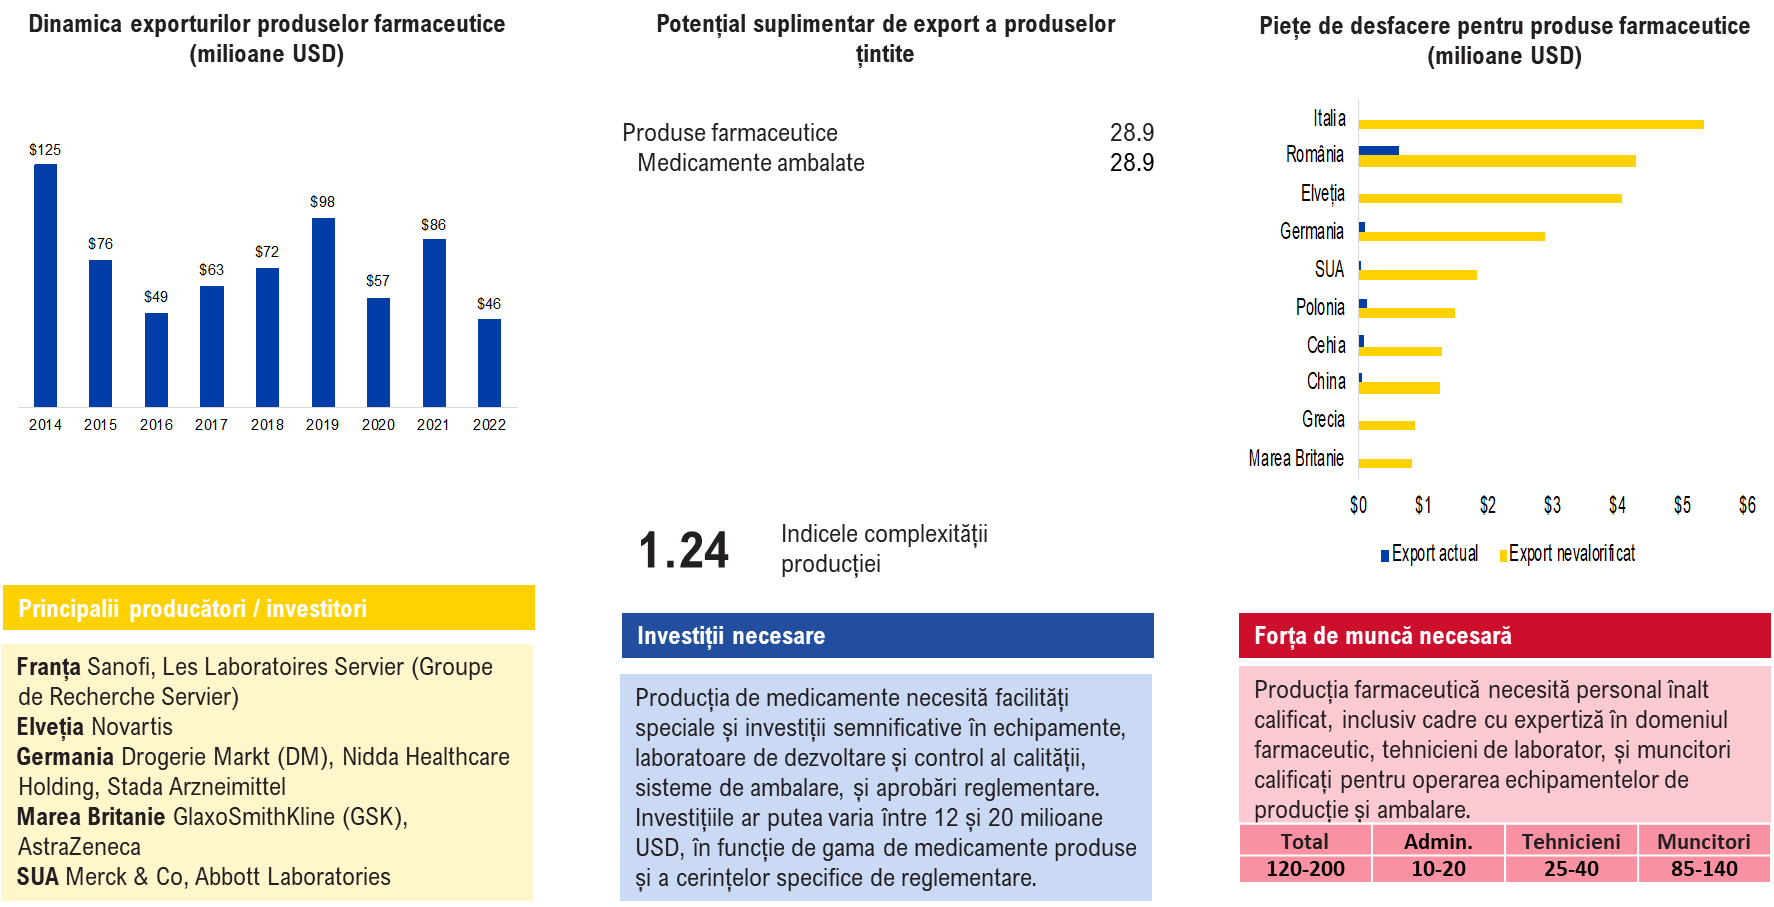 Dinamica exporturilor produselor farmaceutice
(milioane USD)
$125
$76
$49
$63
$72
$98
$57
$86
$46
2014 2015 2016 2017 2018 2019 2020 2021 2022
Principalii producători / investitori
Franța Sanofi, Les Laboratoires Servier (Groupe
de Recherche Servier)
Elveția Novartis
Germania Drogerie Markt (DM), Nidda Healthcare
Holding, Stada Arzneimittel
Marea Britanie GlaxoSmithKline (GSK),
AstraZeneca
SUA Merck & Co, Abbott Laboratories
Potențial suplimentar de export a produselor
țintite
Produse farmaceutice 28.9
Medicamente ambalate 28.9
1.24
Indicele complexității
producției
Investiții necesare
Producția de medicamente necesită facilități
speciale și investiții semnificative în echipamente,
laboratoare de dezvoltare și control al calității,
sisteme de ambalare, și aprobări reglementare.
Investițiile ar putea varia între 12 și 20 milioane
USD, în funcție de gama de medicamente produse
și a cerințelor specifice de reglementare.
Piețe de desfacere pentru produse farmaceutice
(milioane USD)
Italia
România
Elveția
Germania
SUA
Polonia
Cehia
China
Grecia
Marea Britanie
$0 $1 $2 $3 $4 $5 $6
Export actual Export nevalorificat
Forța de muncă necesară
Producția farmaceutică necesită personal înalt
calificat, inclusiv cadre cu expertiză în domeniul
farmaceutic, tehnicieni de laborator, și muncitori
calificați pentru operarea echipamentelor de
producție și ambalare.
Total Admin. Tehnicieni Muncitori
120-200 10-20 25-40 85-140